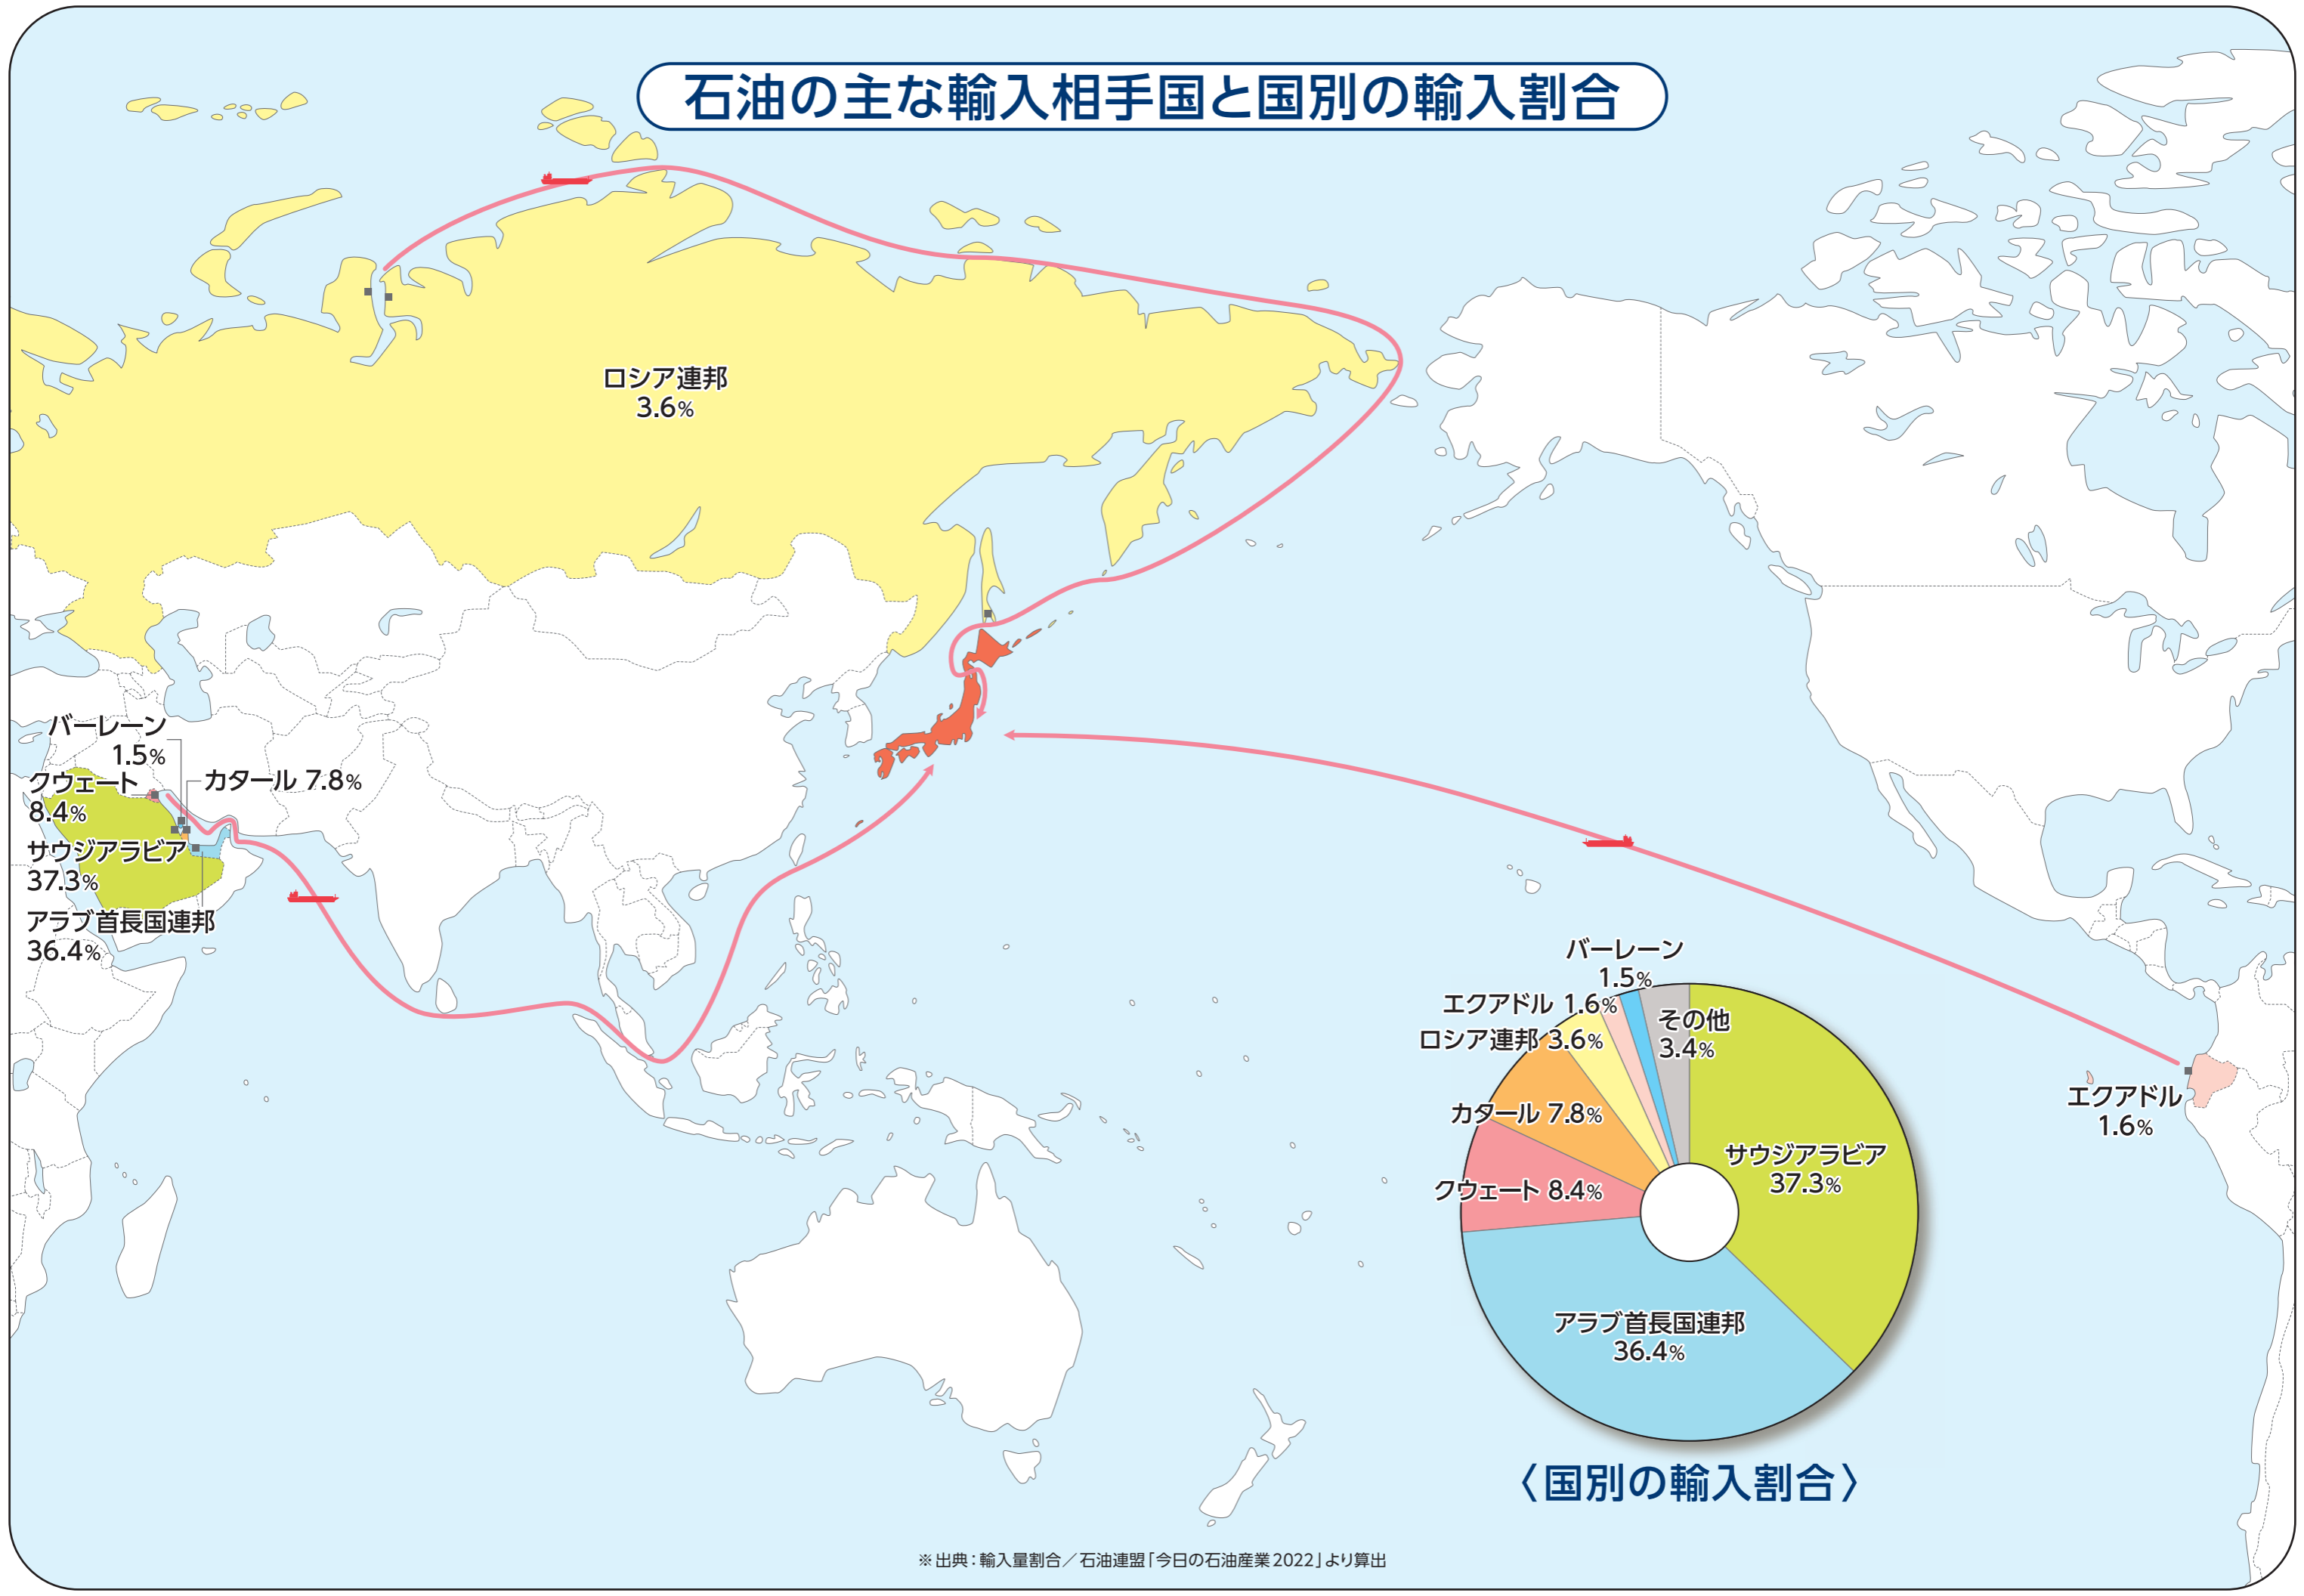 石油の主な輸入相手国と国別の輸入割合
ロシア連邦
3.6%
バーレーン
1.5%
クウェート
8.4%
カタール 7.8%
サウジアラビア
37.3%
アラブ首長国連邦
36.4%
エクアドル
1.6%
バーレーン
1.5%
エクアドル 1.6%
ロシア連邦 3.6%
その他
3.4%
カタール 7.8%
クウェート 8.4%
サウジアラビア
37.3%
アラブ首長国連邦
36.4%
〈国別の輸入割合〉
※出典：輸入量割合／石油連盟「今日の石油産業2022」より算出